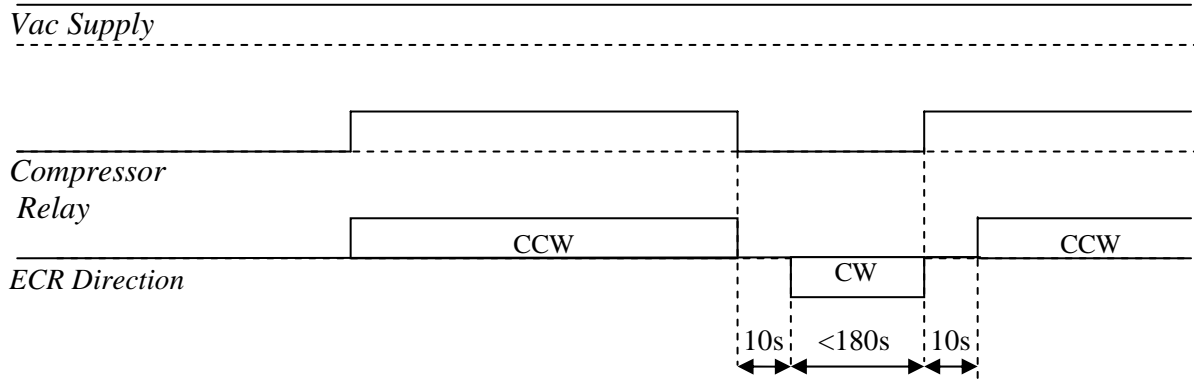 Vac Supply
Compressor
Relay
CCW
CCW
CW
ECR Direction
10s
<180s
10s